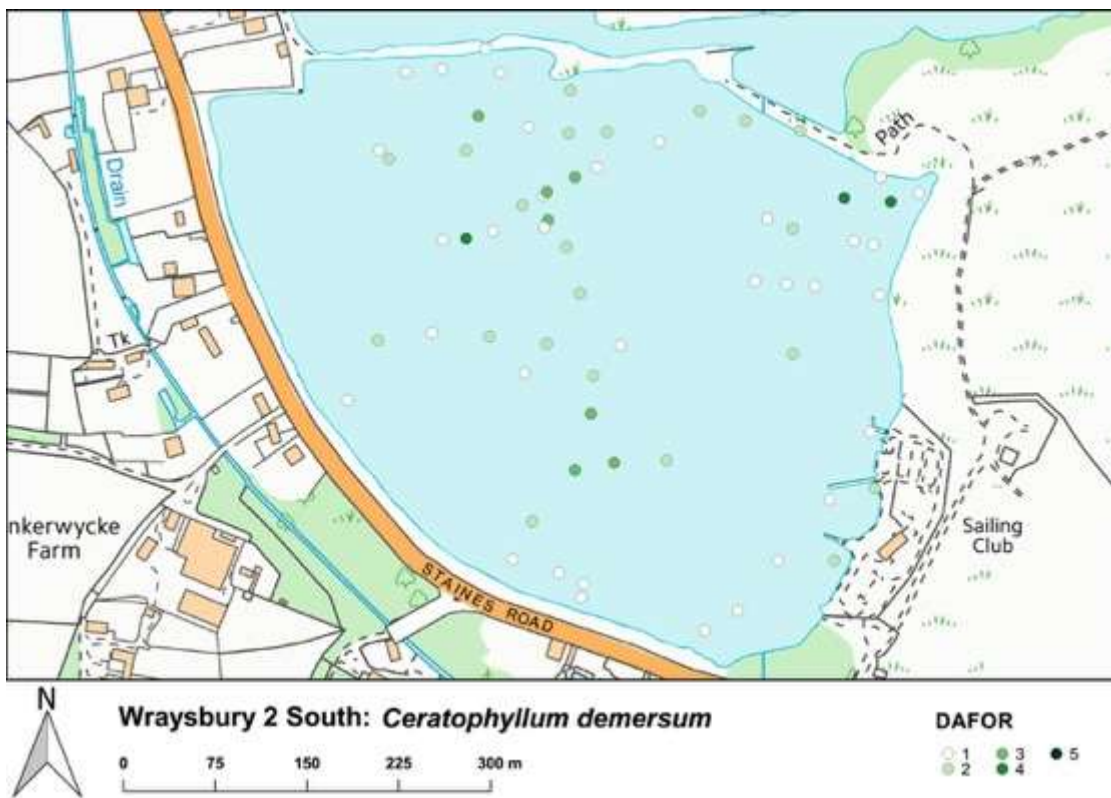 Path
Drain
Tk
nkerwycke
Farm
Sailing
Club
STAINES ROAD
N
Wraysbury 2 South: Ceratophyllum demersum
DAFOR
0 75 150 225 300 m
1 3 5
2 4